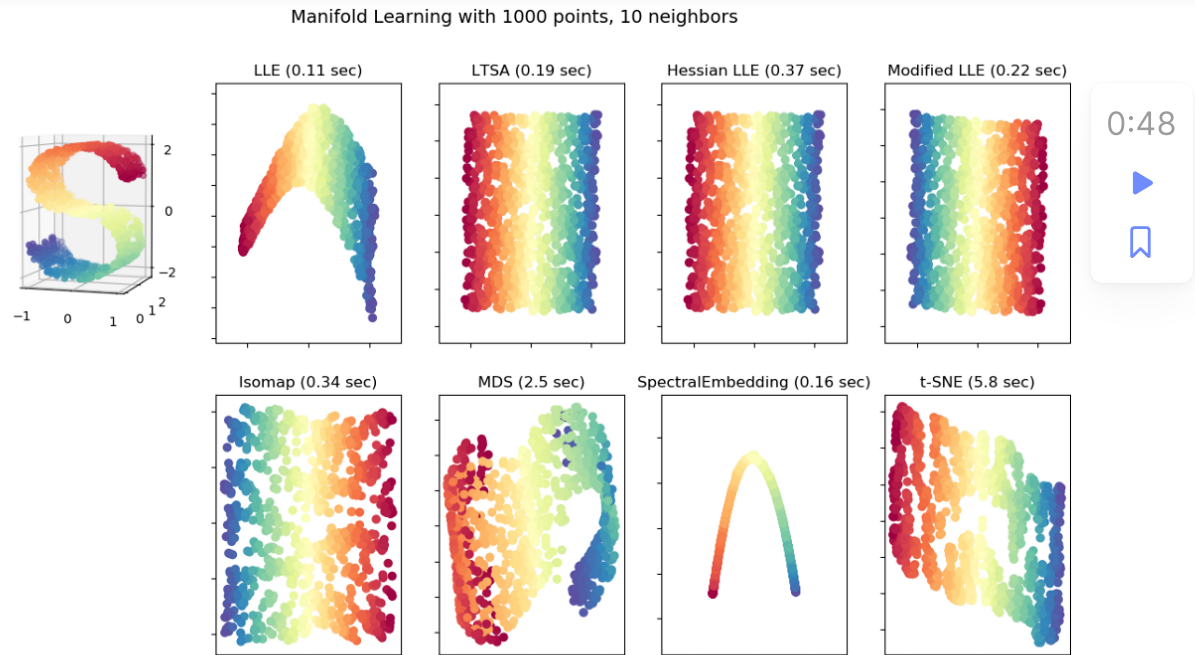 Manifold Learning with 1000 points, 10 neighbors
LLE (0.11 sec)
LTSA (0.19 sec)
Hessian LLE (0.37 sec)
Modified LLE (0.22 sec)
0:48
2
0
−2
−1
0
1
0
1
2
Isomap (0.34 sec)
MDS (2.5 sec)
SpectralEmbedding (0.16 sec)
t-SNE (5.8 sec)